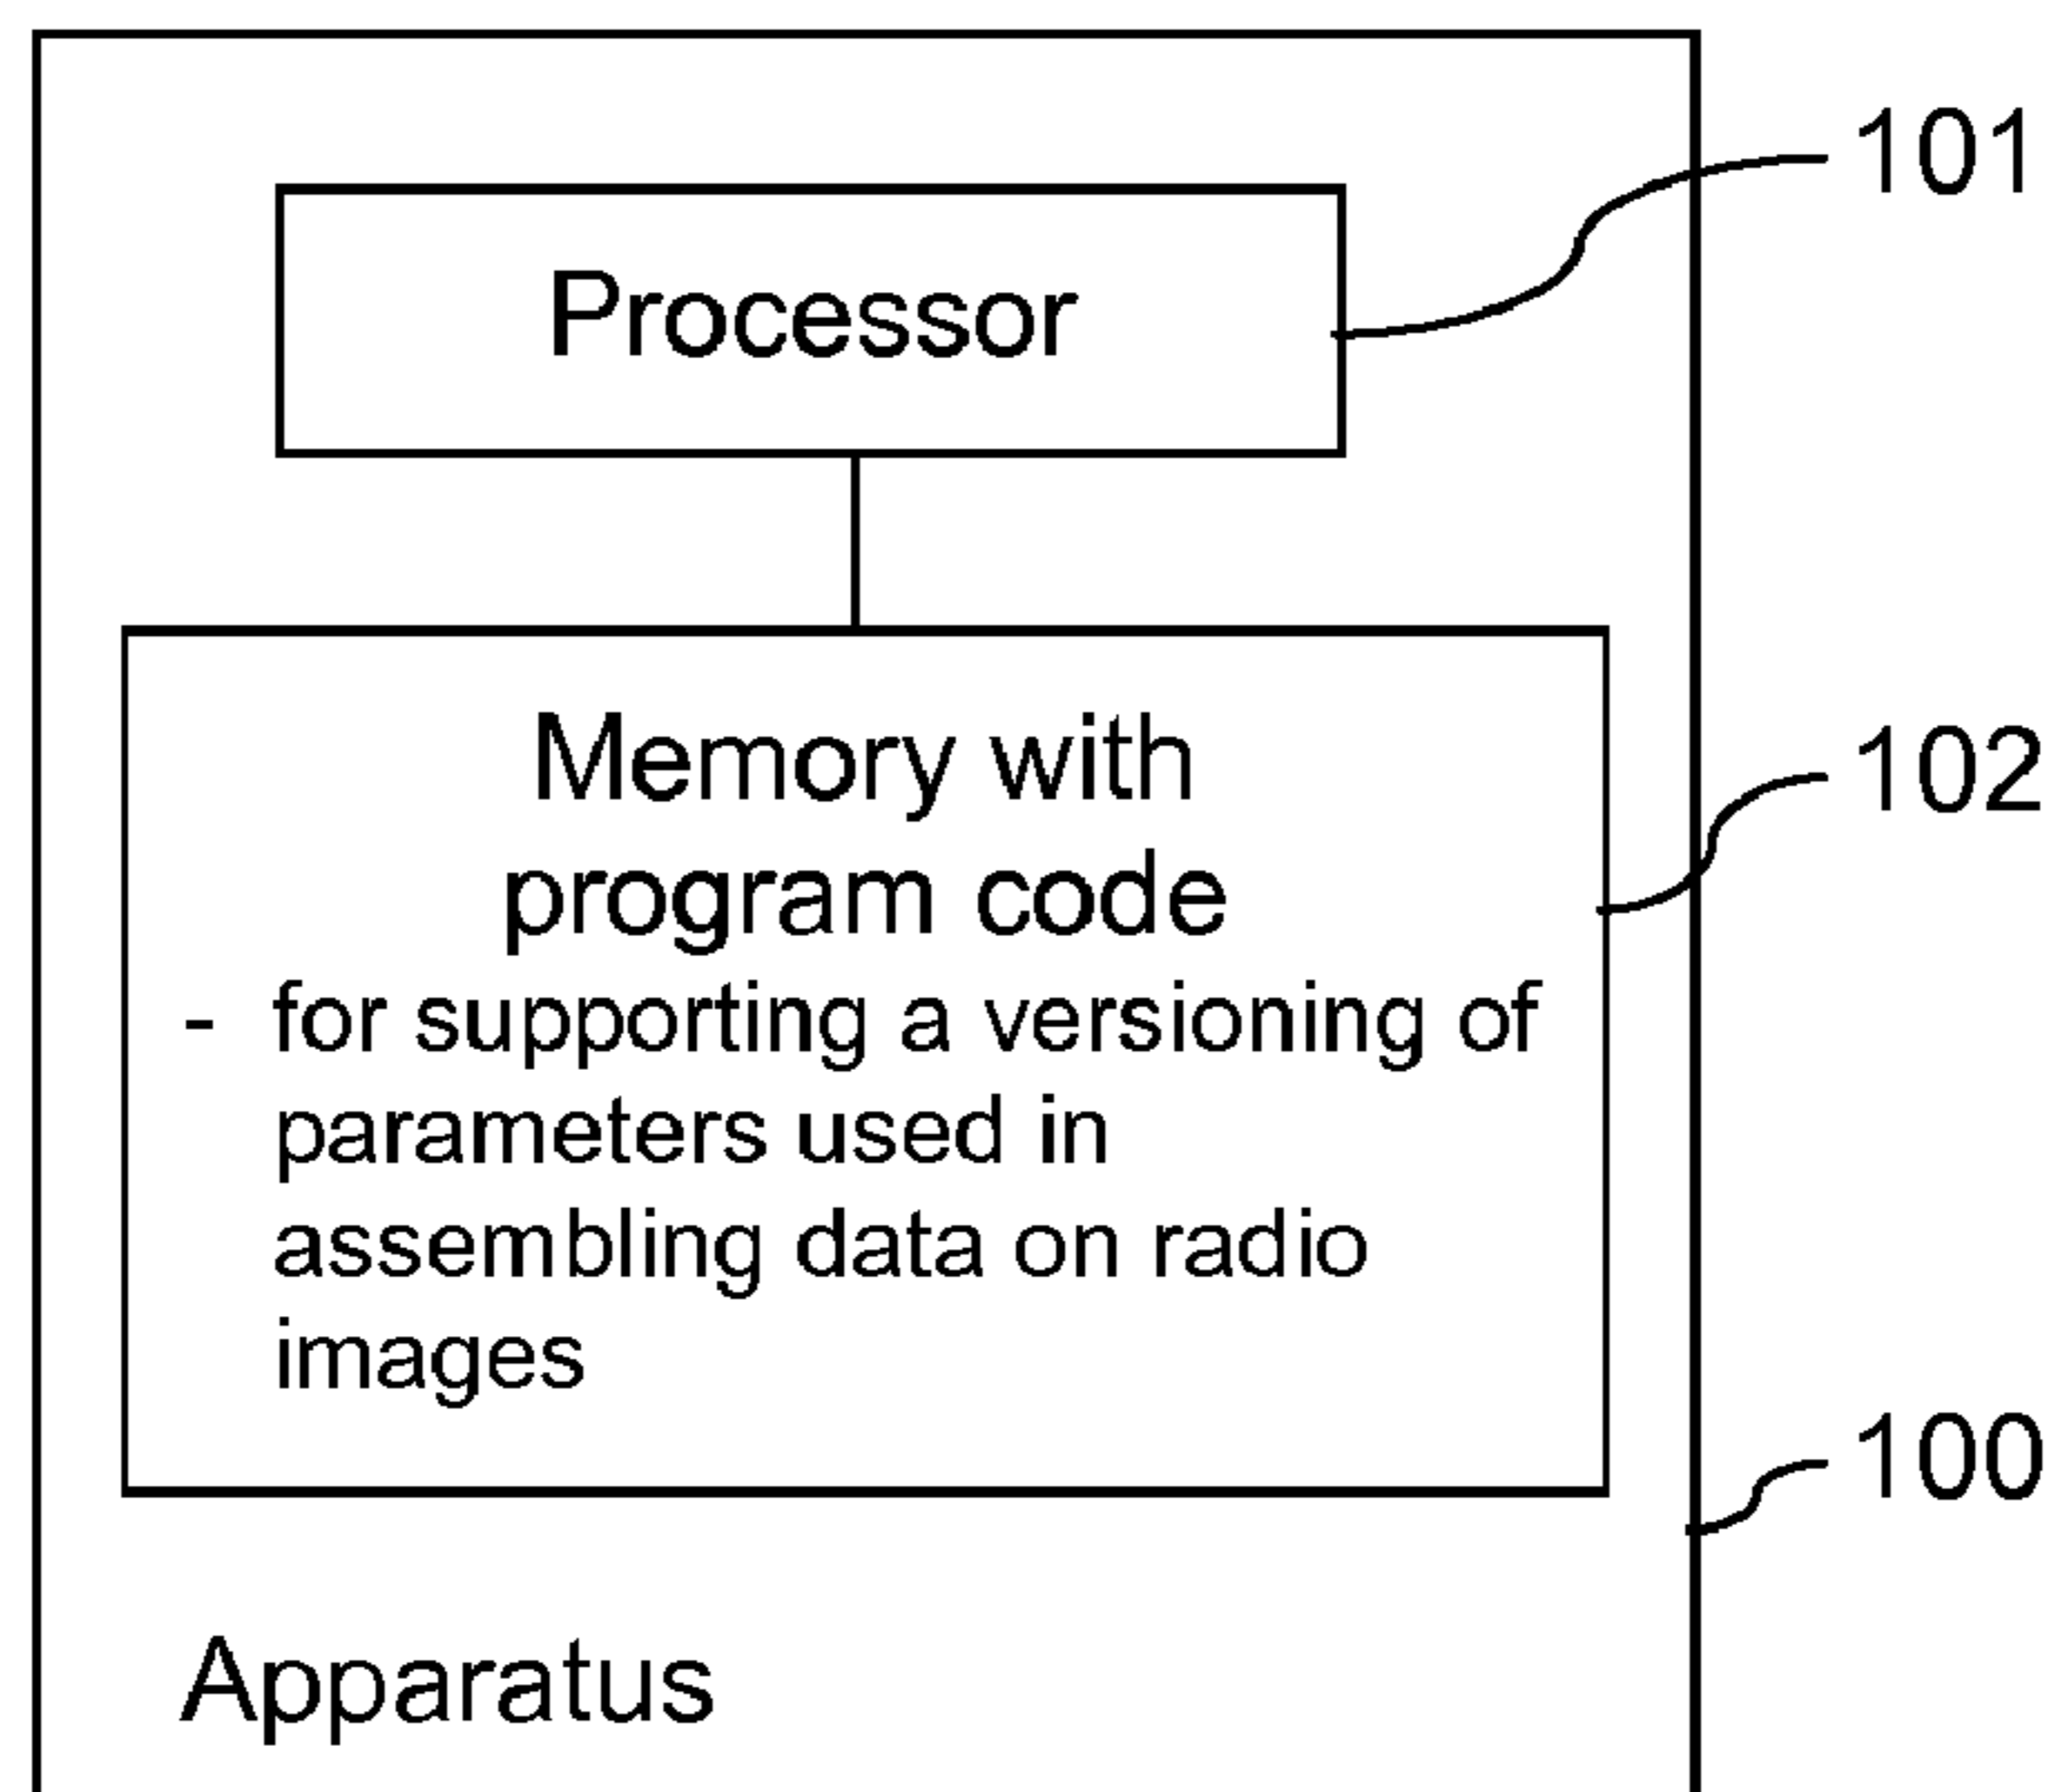 101
Processor
102
Memory with
program code
- for supporting a versioning of
parameters used in
assembling data on radio
images
100
Apparatus